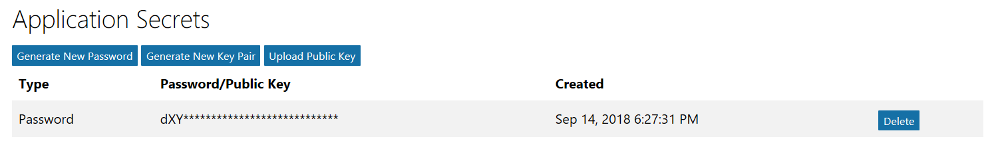 Application Secrets
Generate New Password Generate New Key Pair Upload Public Key
Type Password/Public Key Created
Password dXY**************************** Sep 14, 2018 6:27:31 PM Delete